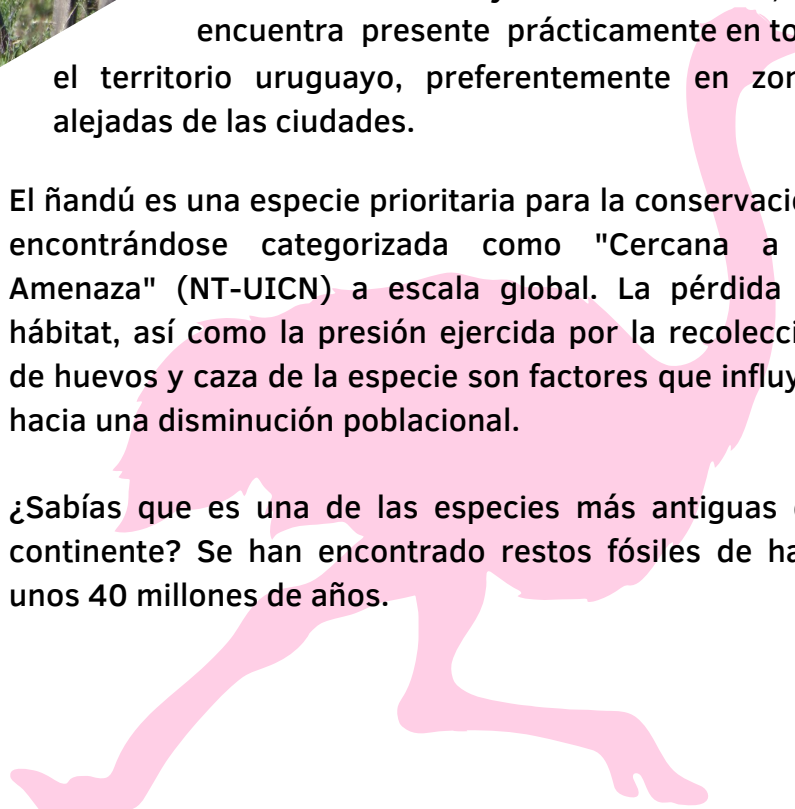 encuentra presente prácticamente en to
el territorio uruguayo, preferentemente en zon
alejadas de las ciudades.
El ñandú es una especie prioritaria para la conservació
encontrándose categorizada como "Cercana a
Amenaza" (NT-UICN) a escala global. La pérdida
hábitat, así como la presión ejercida por la recolecci
de huevos y caza de la especie son factores que influy
hacia una disminución poblacional.
¿Sabías que es una de las especies más antiguas
continente? Se han encontrado restos fósiles de ha
unos 40 millones de años.